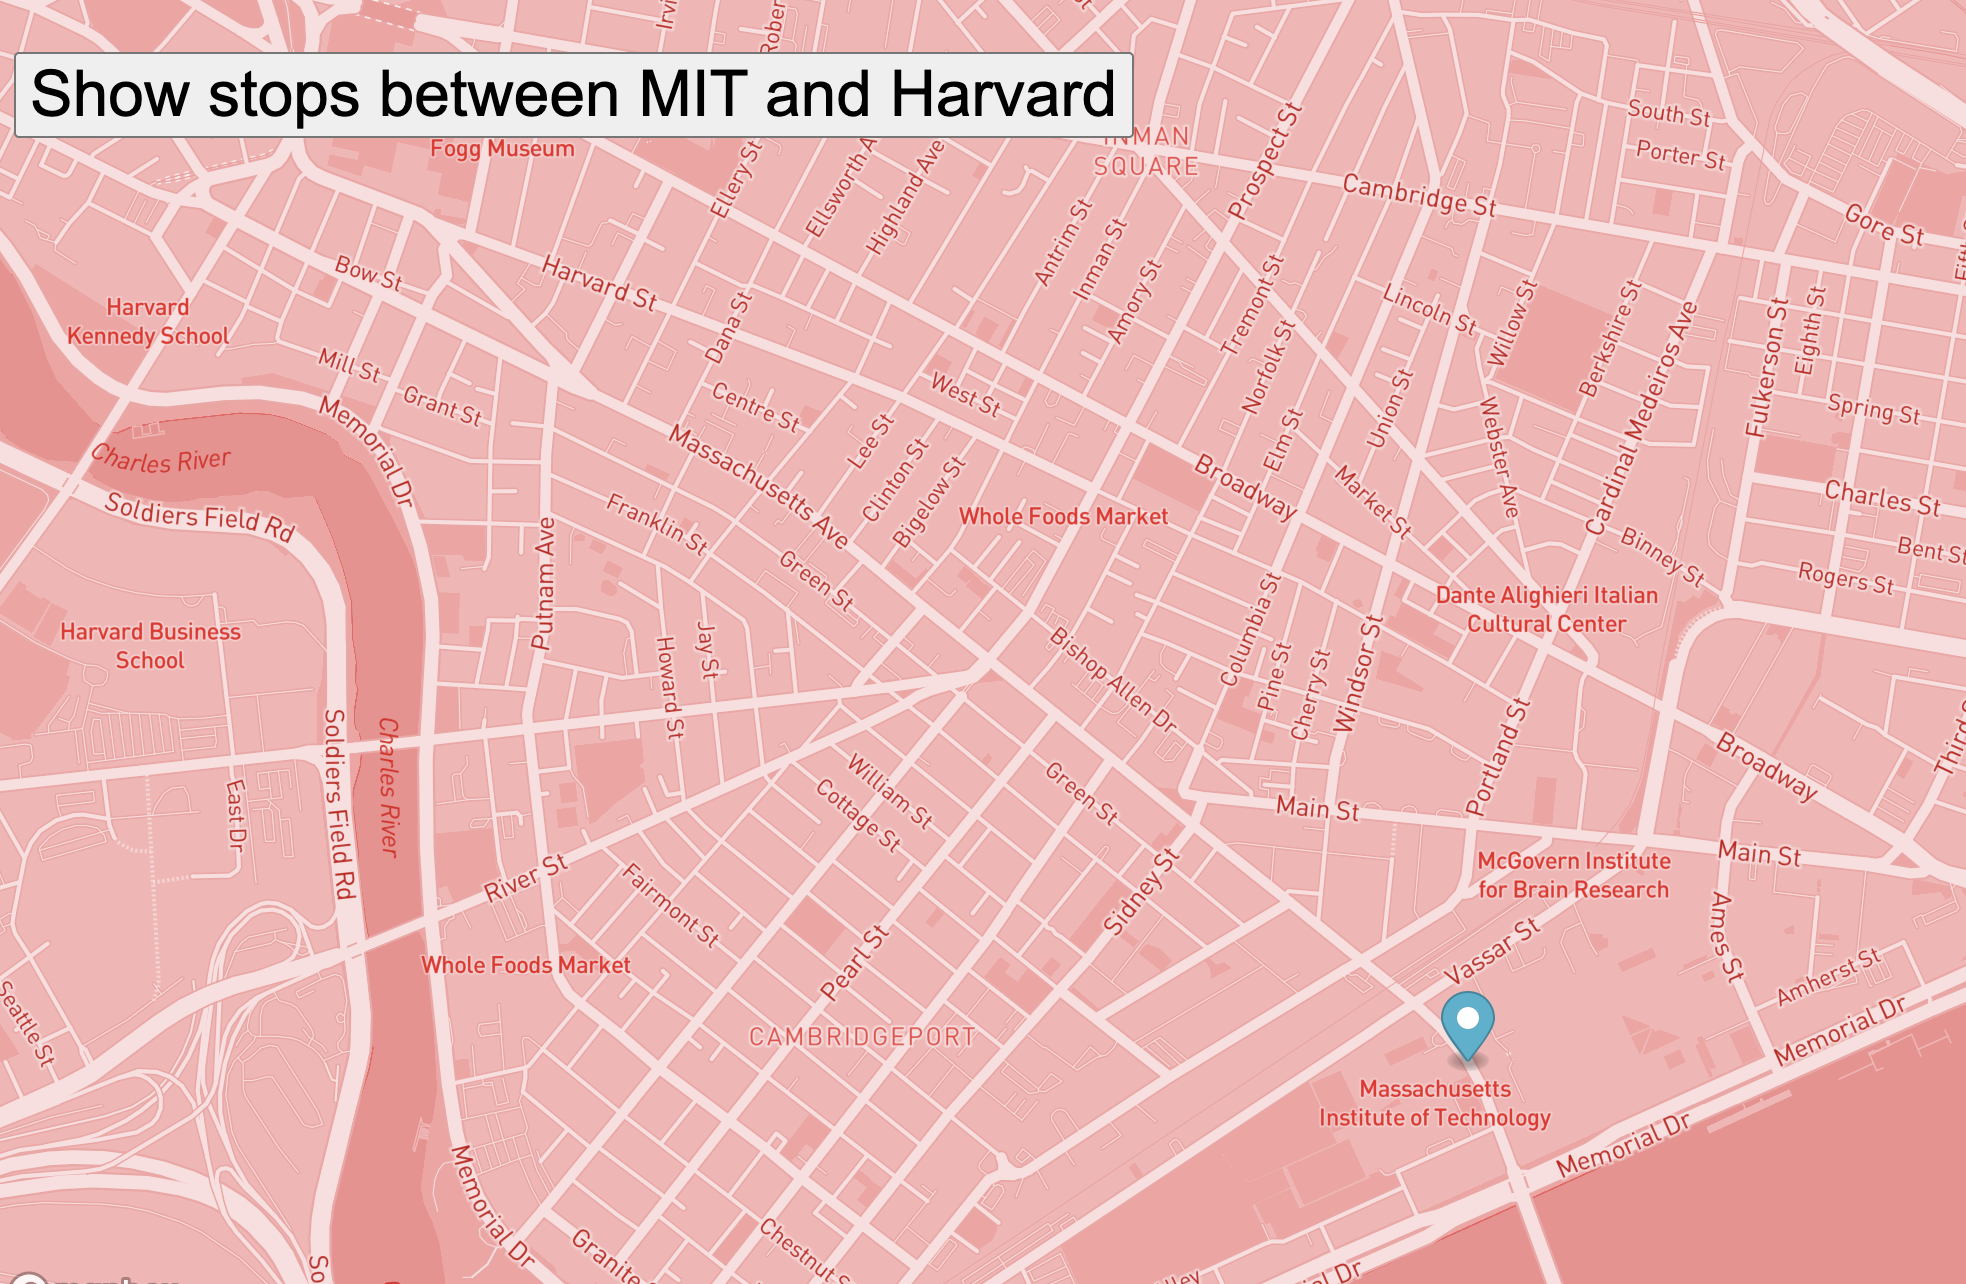 Show stops between MIT and Harvard
Fogg Museum
INMAN
SQUARE
South St
Porter St
Prospect St
Cambridge St
Gore St
Ellery St
Highland Ave
Antrim St
Inman St
Amory St
Bow St
Harvard St
Harvard
Kennedy School
Dana St
Tremont St
Lincoln St
Willow St
Berkshire St
Fulkerson St
Eighth St
Mill St
Grant St
Memorial Dr
Centre St
West St
Norfolk St
Union St
Webster Ave
Cardinal Medeiros Ave
Spring St
Charles River
Soldiers Field Rd
Massachusetts Ave
Lee St
Clinton St
Bigelow St
Elm St
Broadway
Market St
Charles St
Whole Foods Market
Franklin St
Putnam Ave
Green St
Binney St
Bent St
Rogers St
Dante Alighieri Italian
Cultural Center
Harvard Business
School
Howard St
Jay St
Bishop Allen Dr
Columbia St
Pine St
Cherry St
Windsor St
Portland St
Charles River
Soldiers Field Rd
East Dr
William St
Cottage St
Green St
Main St
Broadway
Main St
River St
Fairmont St
Sidney St
McGovern Institute
for Brain Research
Pearl St
Vassar St
Ames St
Amherst St
Whole Foods Market
Seattle St
CAMBRIDGEPORT
Memorial Dr
Massachusetts
Institute of Technology
Memorial Dr
Memorial Dr
Granite
Chestnut S